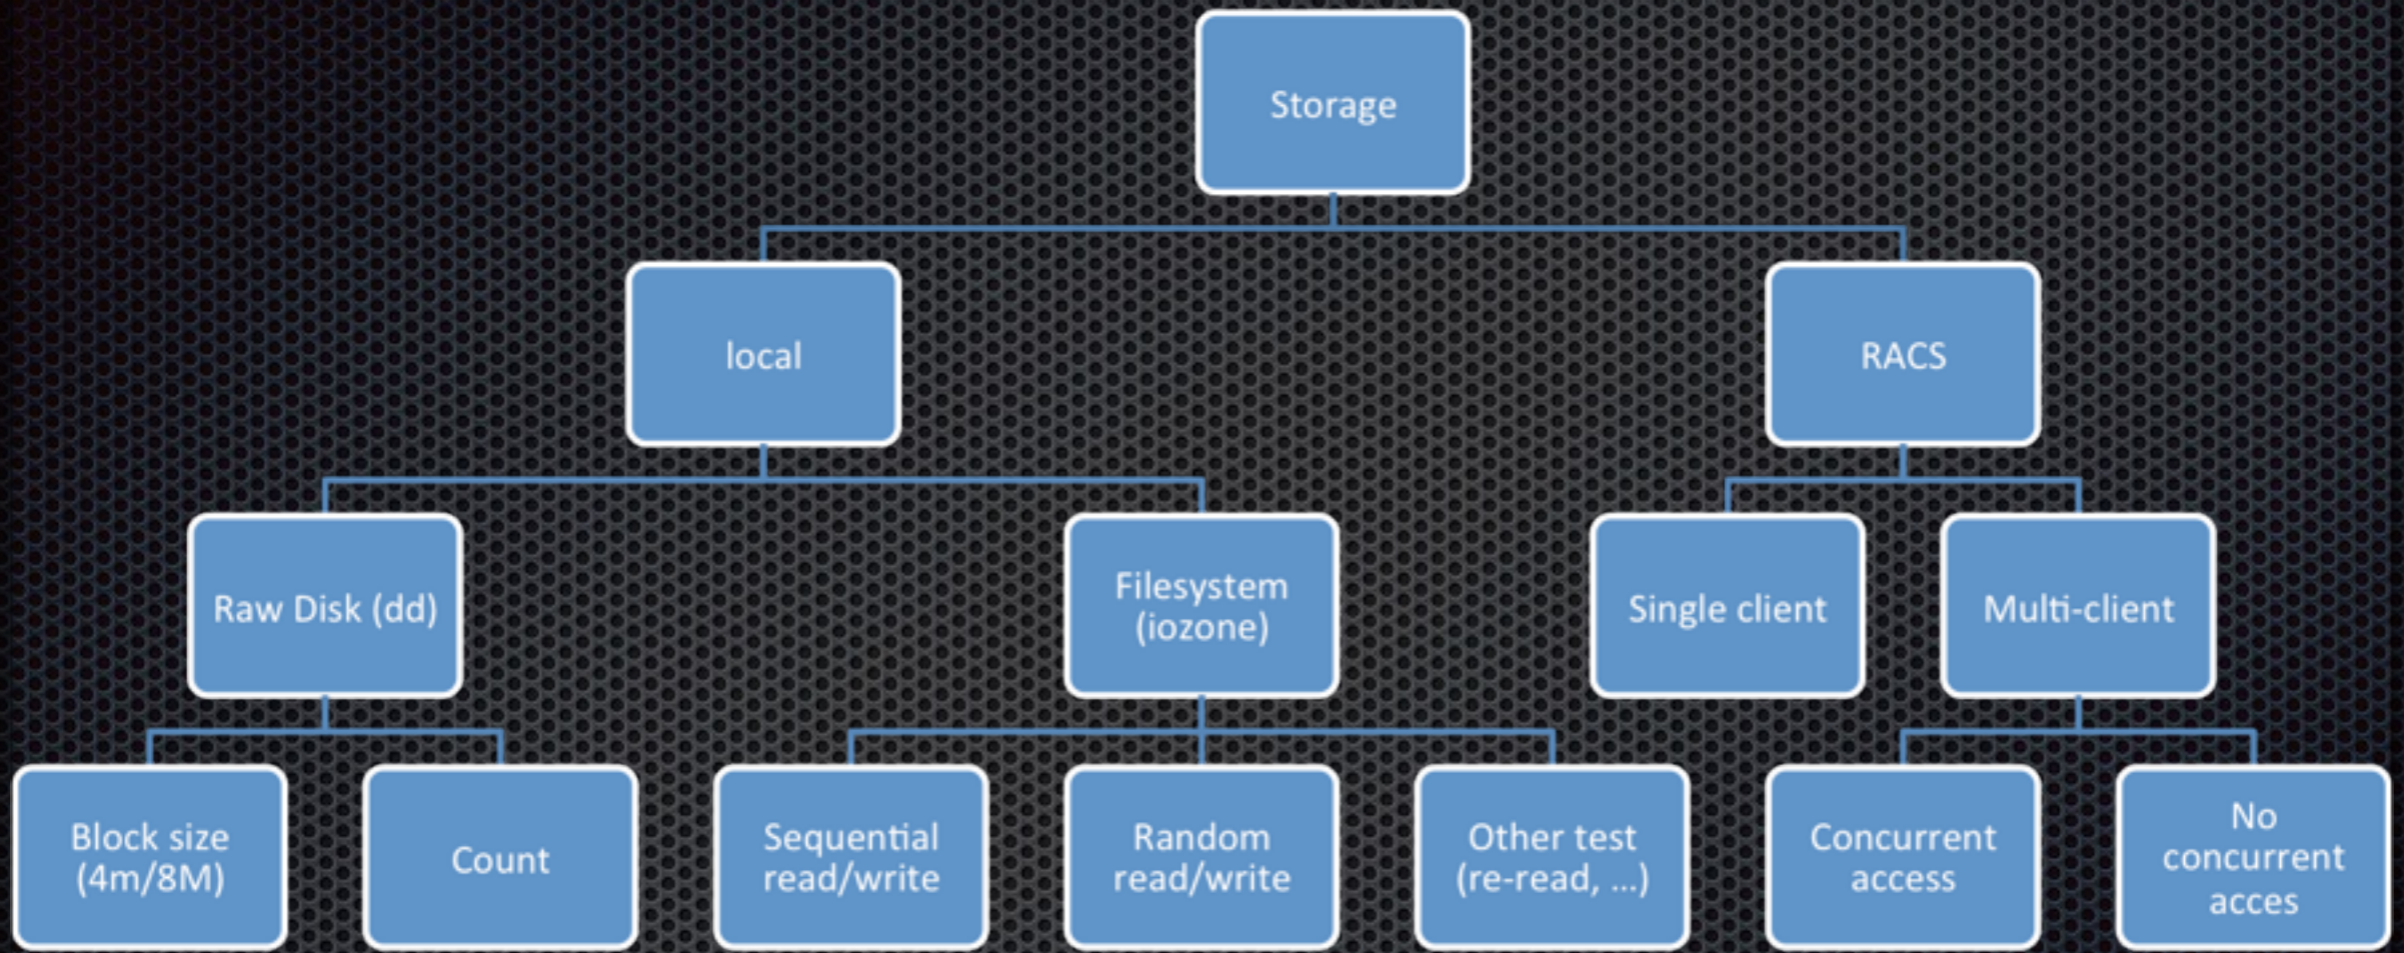 Storage
local
RACS
Raw Disk (dd)
Filesystem
(iozone)
Single client
Multi-client
Block size
(4m/8M)
Count
Sequential
read/write
Random
read/write
Other test
(re-read, ...)
Concurrent
access
No
concurrent
acces